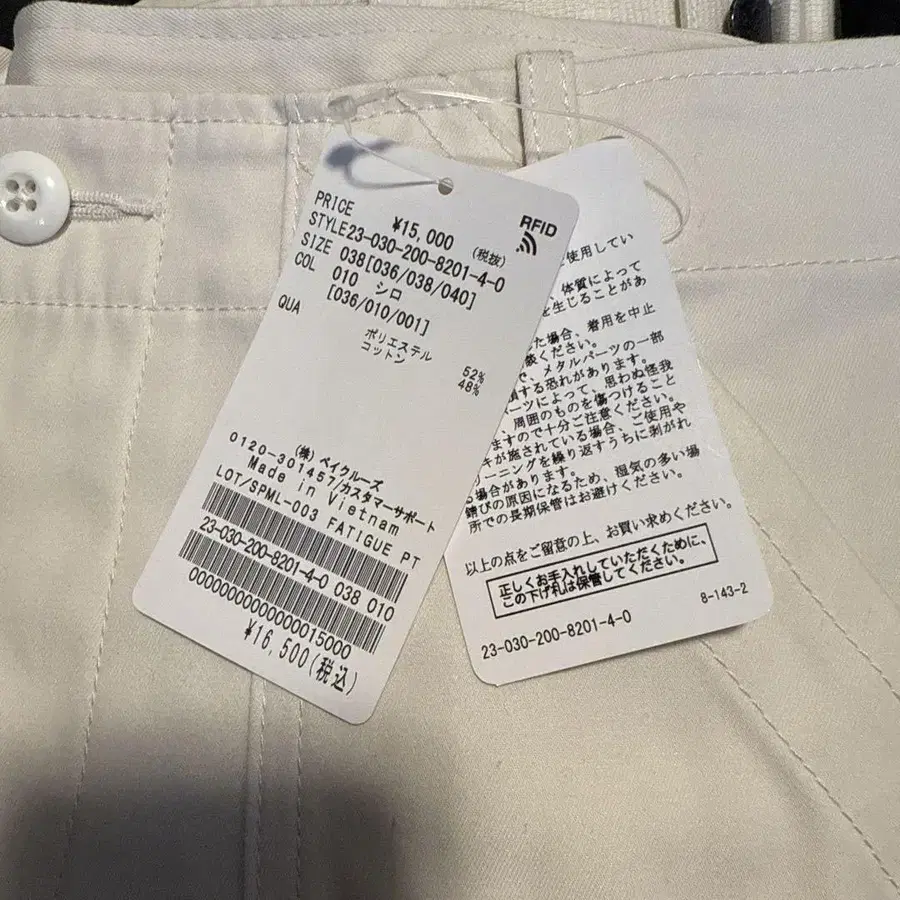 PRICE ¥15,000 (税抜)
RFID
STYLE23-030-200-8201-4-0
SIZE 038[036/038/040]
COL 010 シロ
[036/010/001]
QUA
ポリエステル 52%
コットン 48%
(株) ベイクルーズ
0120-301457/カスタマーサポート
Made in Vietnam
LOT/SPML-003 FATIGUE PT
23-030-200-8201-4-0 038 010
0000000000000015000
¥16,500(税込)
使用してい
体質によって
を生じることがあ
た場合、着用を中止
談ください。
で、メタルパーツの一部
損する恐れがあります。
パーツによって、思わぬ怪我
、周囲のものを傷つけること
ますので十分ご注意ください。
キが施されている場合、ご使用や
リーニングを繰り返すうちに剥がれ
る場合があります。
錆びの原因になるため、湿気の多い場
所での長期保管はお避けください。
以上の点をご留意の上、お買い求めください。
正しくお手入れしていただくために、
この下げ札は保管してください。
8-143-2
23-030-200-8201-4-0